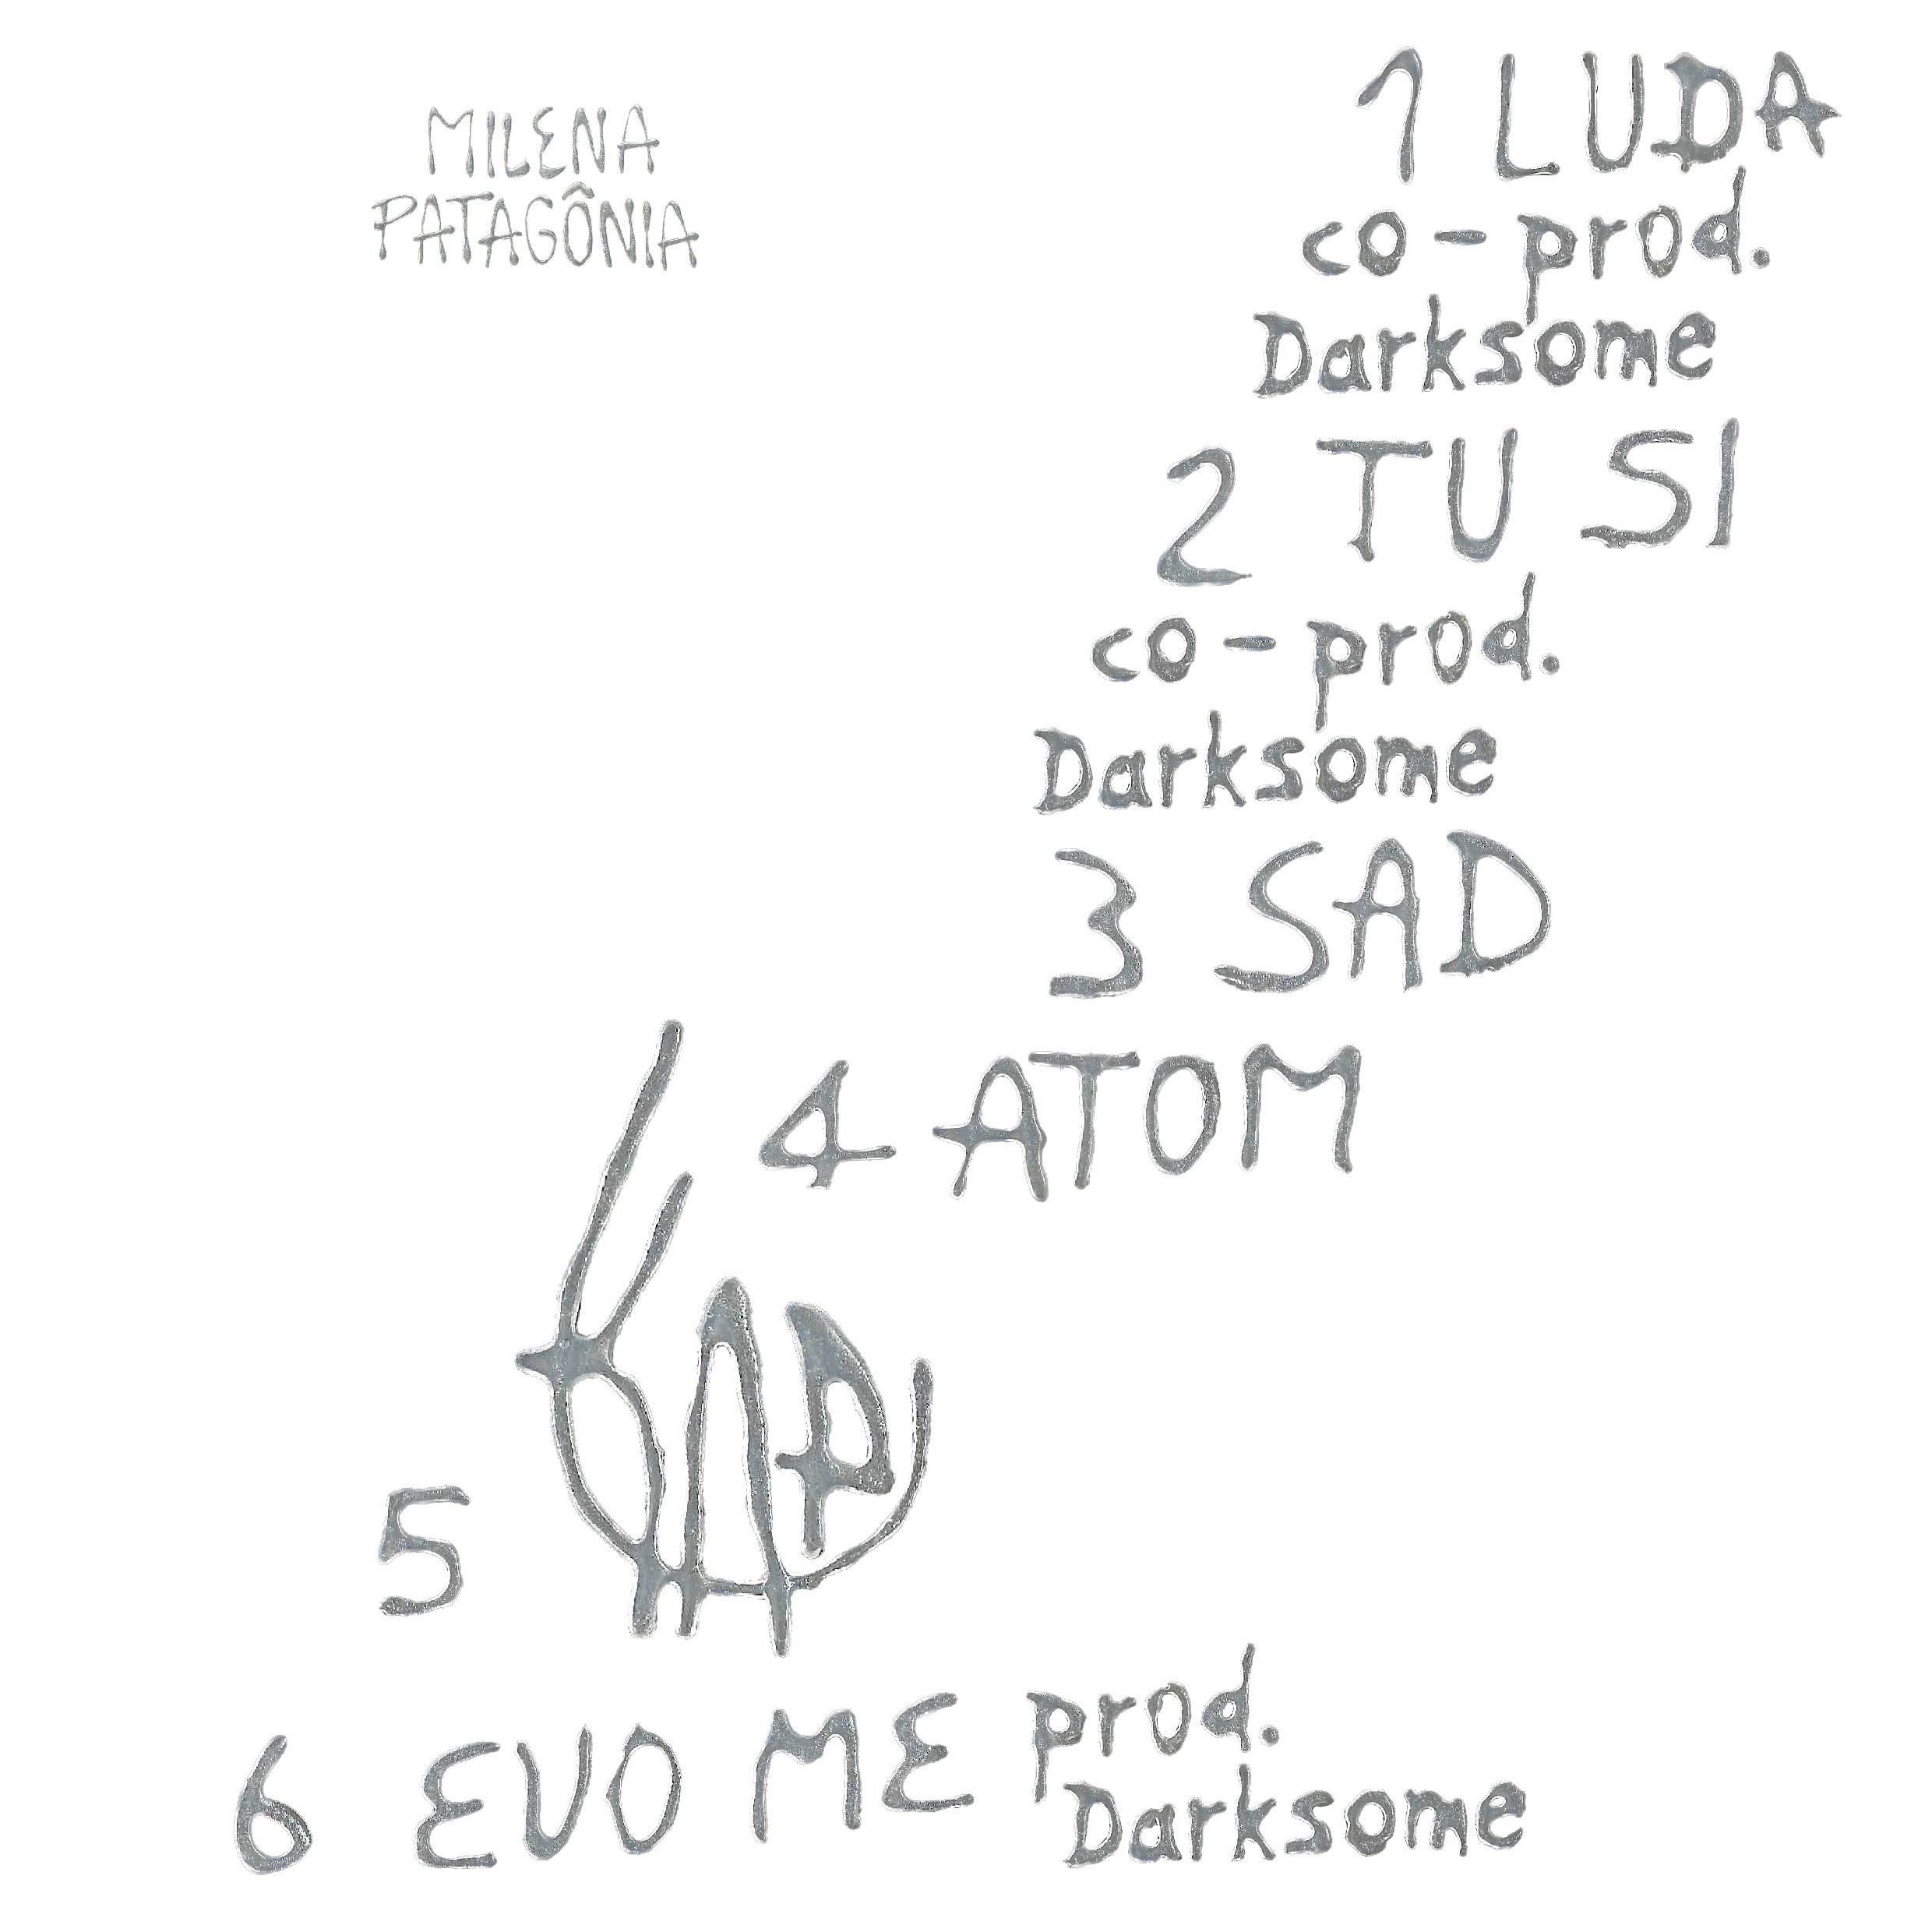 MILENA
PATAGÔNIA
1 LUDA
co-prod.
Darksome
2 TU SI
co-prod.
Darksome
3 SAD
4 ATOM
5
6 EVO ME prod.
Darksome